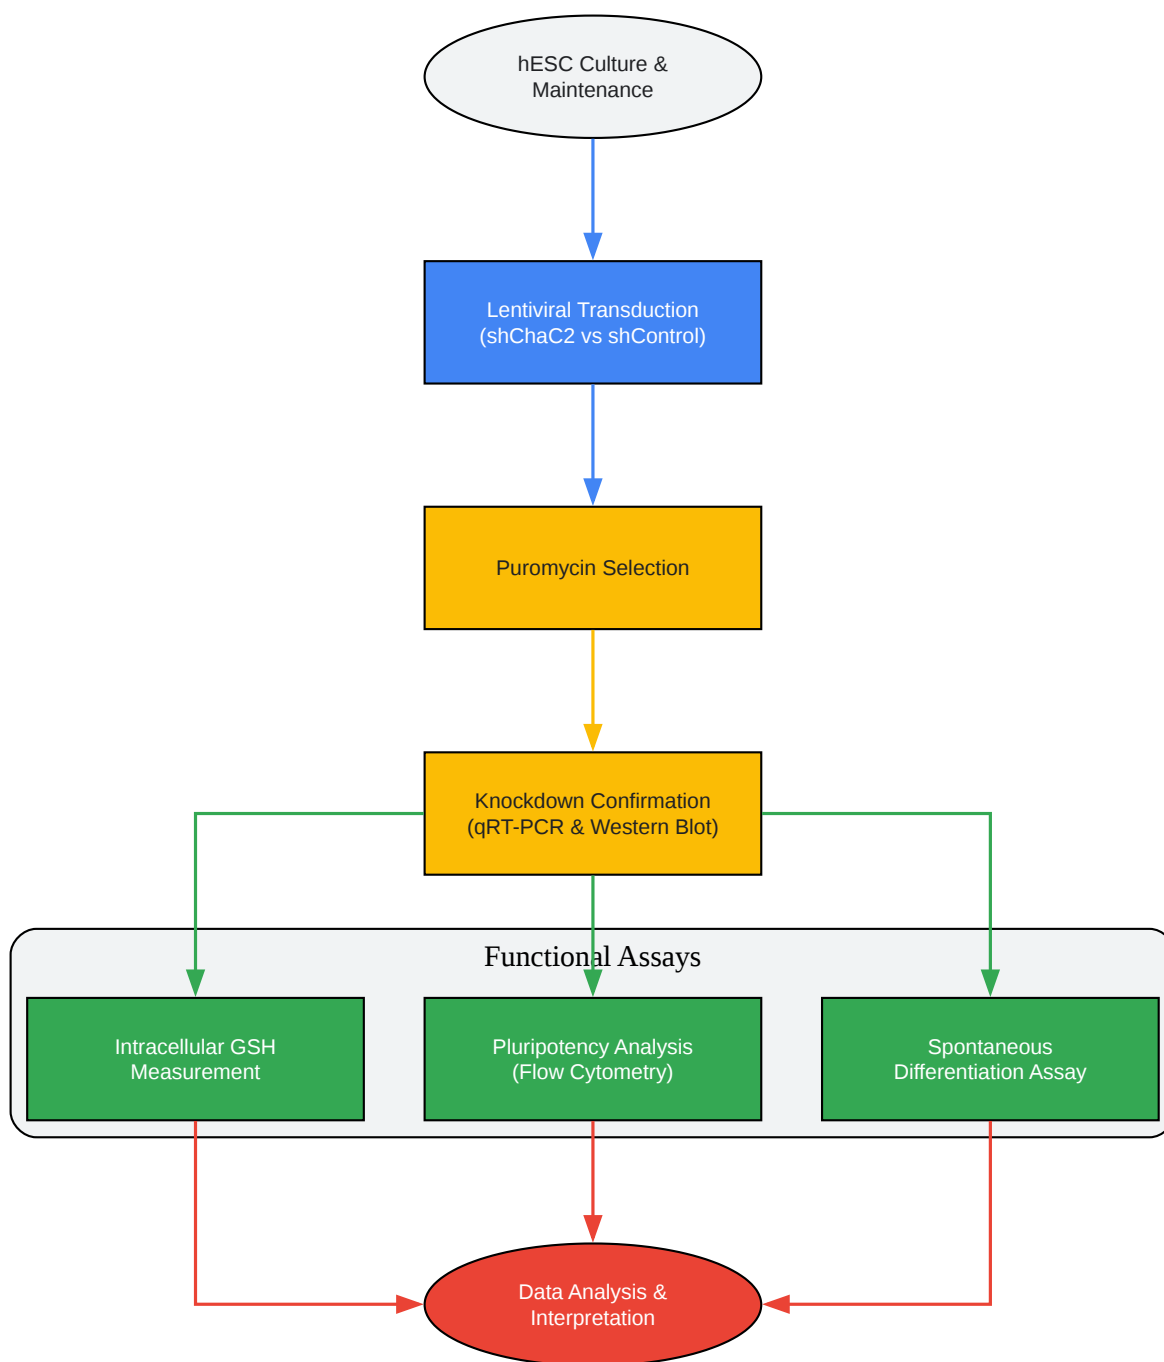 hESC Culture &
Maintenance
Lentiviral Transduction
(shChaC2 vs shControl)
Puromycin Selection
Knockdown Confirmation
(qRT-PCR & Western Blot)
Functional Assays
Intracellular GSH
Measurement
Pluripotency Analysis
(Flow Cytometry)
Spontaneous
Differentiation Assay
Data Analysis &
Interpretation